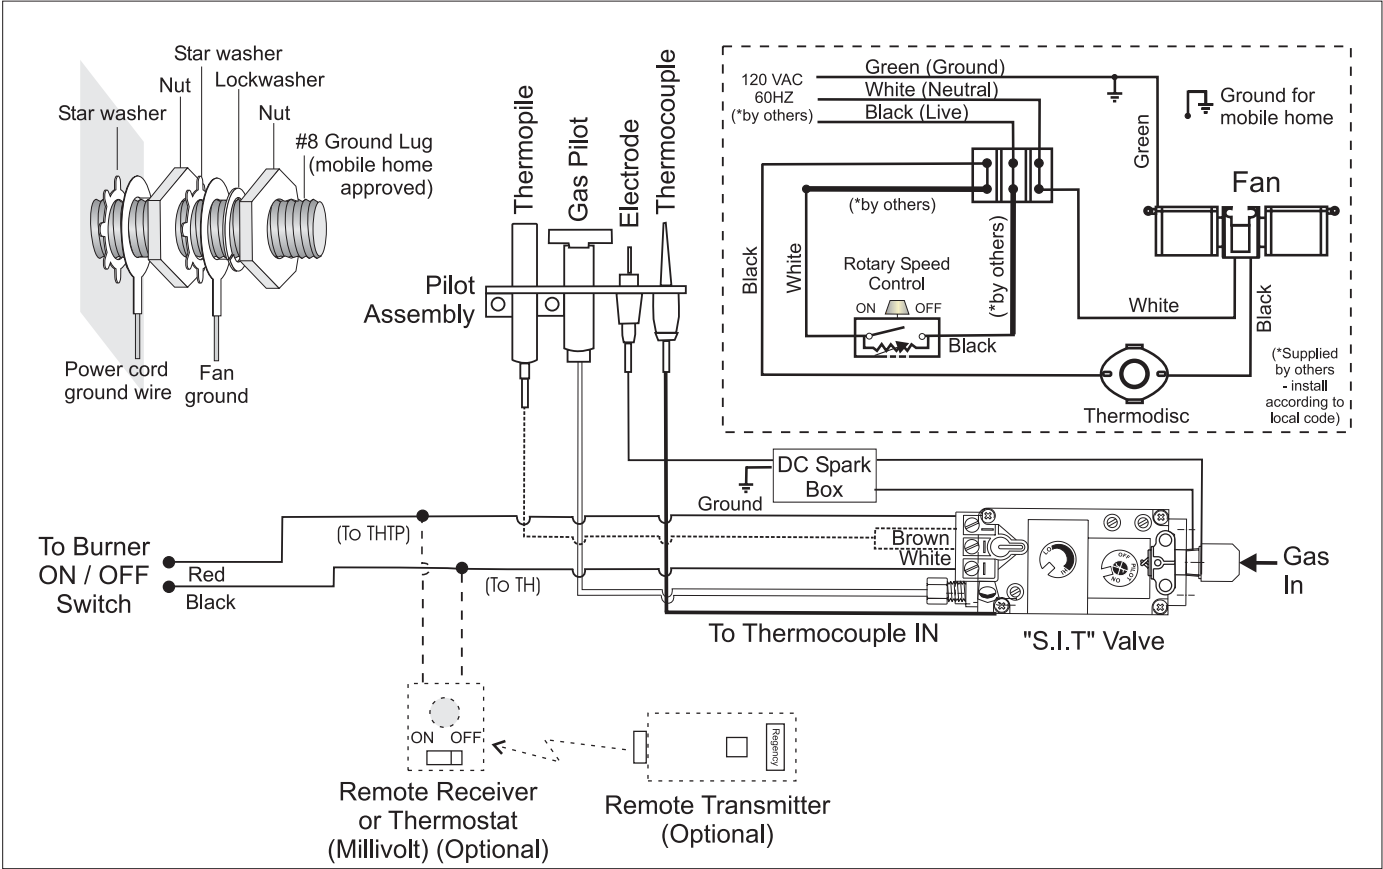 Star washer
Lockwasher
Nut
Star washer
Nut
#8 Ground Lug
(mobile home
approved)
Power cord
ground wire
Fan
ground
Thermopile
Gas Pilot
Electrode
Thermocouple
Pilot
Assembly
120 VAC
60HZ
(*by others)
Green (Ground)
White (Neutral)
Black (Live)
Green
Ground for
mobile home
Fan
(*by others)
Black
White
Rotary Speed
Control
ON
OFF
(*by others)
Black
White
Black
Thermodisc
(*Supplied
by others
- install
according to
local code)
DC Spark
Box
Ground
(To THTP)
Brown
White
To Burner
ON / OFF
Switch
Red
Black
(To TH)
LO
HI
OFF
PILOT
ON
Gas
In
To Thermocouple IN
"S.I.T" Valve
ON
OFF
Regency
Remote Receiver
or Thermostat
(Millivolt) (Optional)
Remote Transmitter
(Optional)